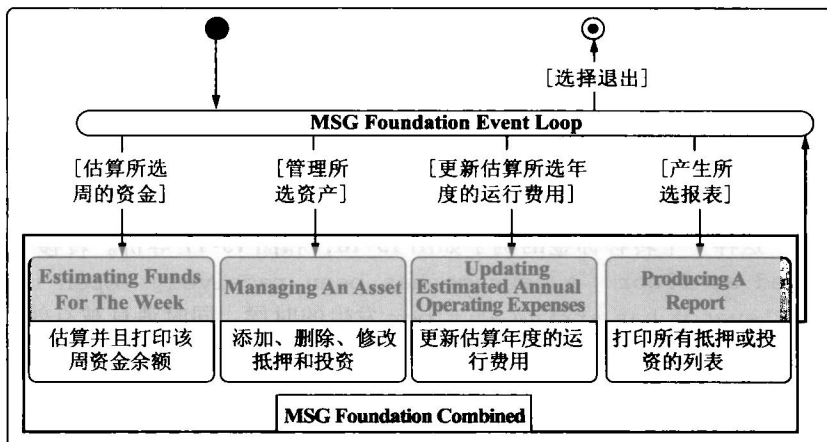 [选择退出]
MSG Foundation Event Loop
[估算所选
周的资金]
[管理所
选资产]
[更新估算所选年
度的运行费用]
[产生所
选报表]
Estimating Funds
For The Week
估算并且打印该
周资金余额
Managing An Asset
添加、删除、修改
抵押和投资
Updating
Estimated Annual
Operating Expenses
更新估算年度的运
行费用
Producing A
Report
打印所有抵押或投
资的列表
MSG Foundation Combined